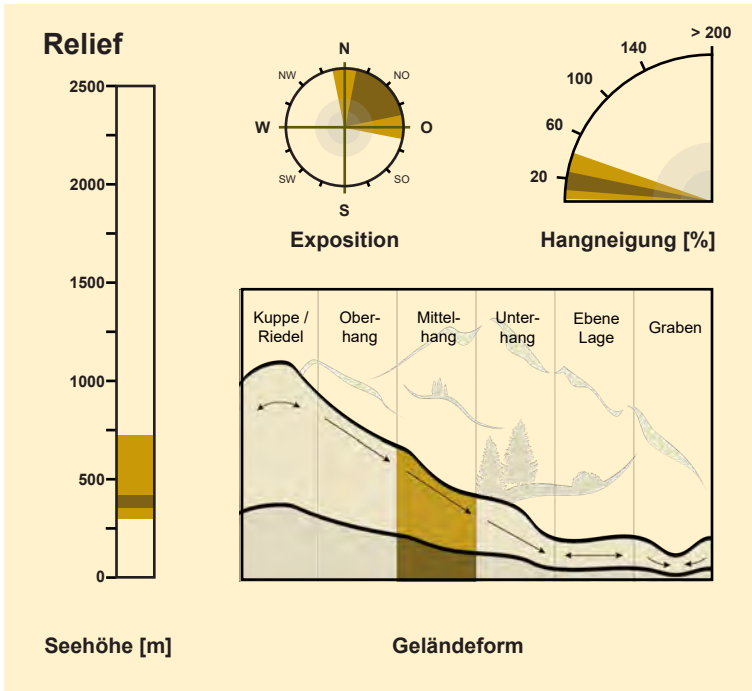 Relief
2500
2000
1500
1000
500
0
Seehöhe [m]
N
NW
NO
W
O
SW
SO
S
Exposition
> 200
140
100
60
20
Hangneigung [%]
Kuppe /
Riedel
Ober-
hang
Mittel-
hang
Unter-
hang
Ebene
Lage
Graben
Geländeform